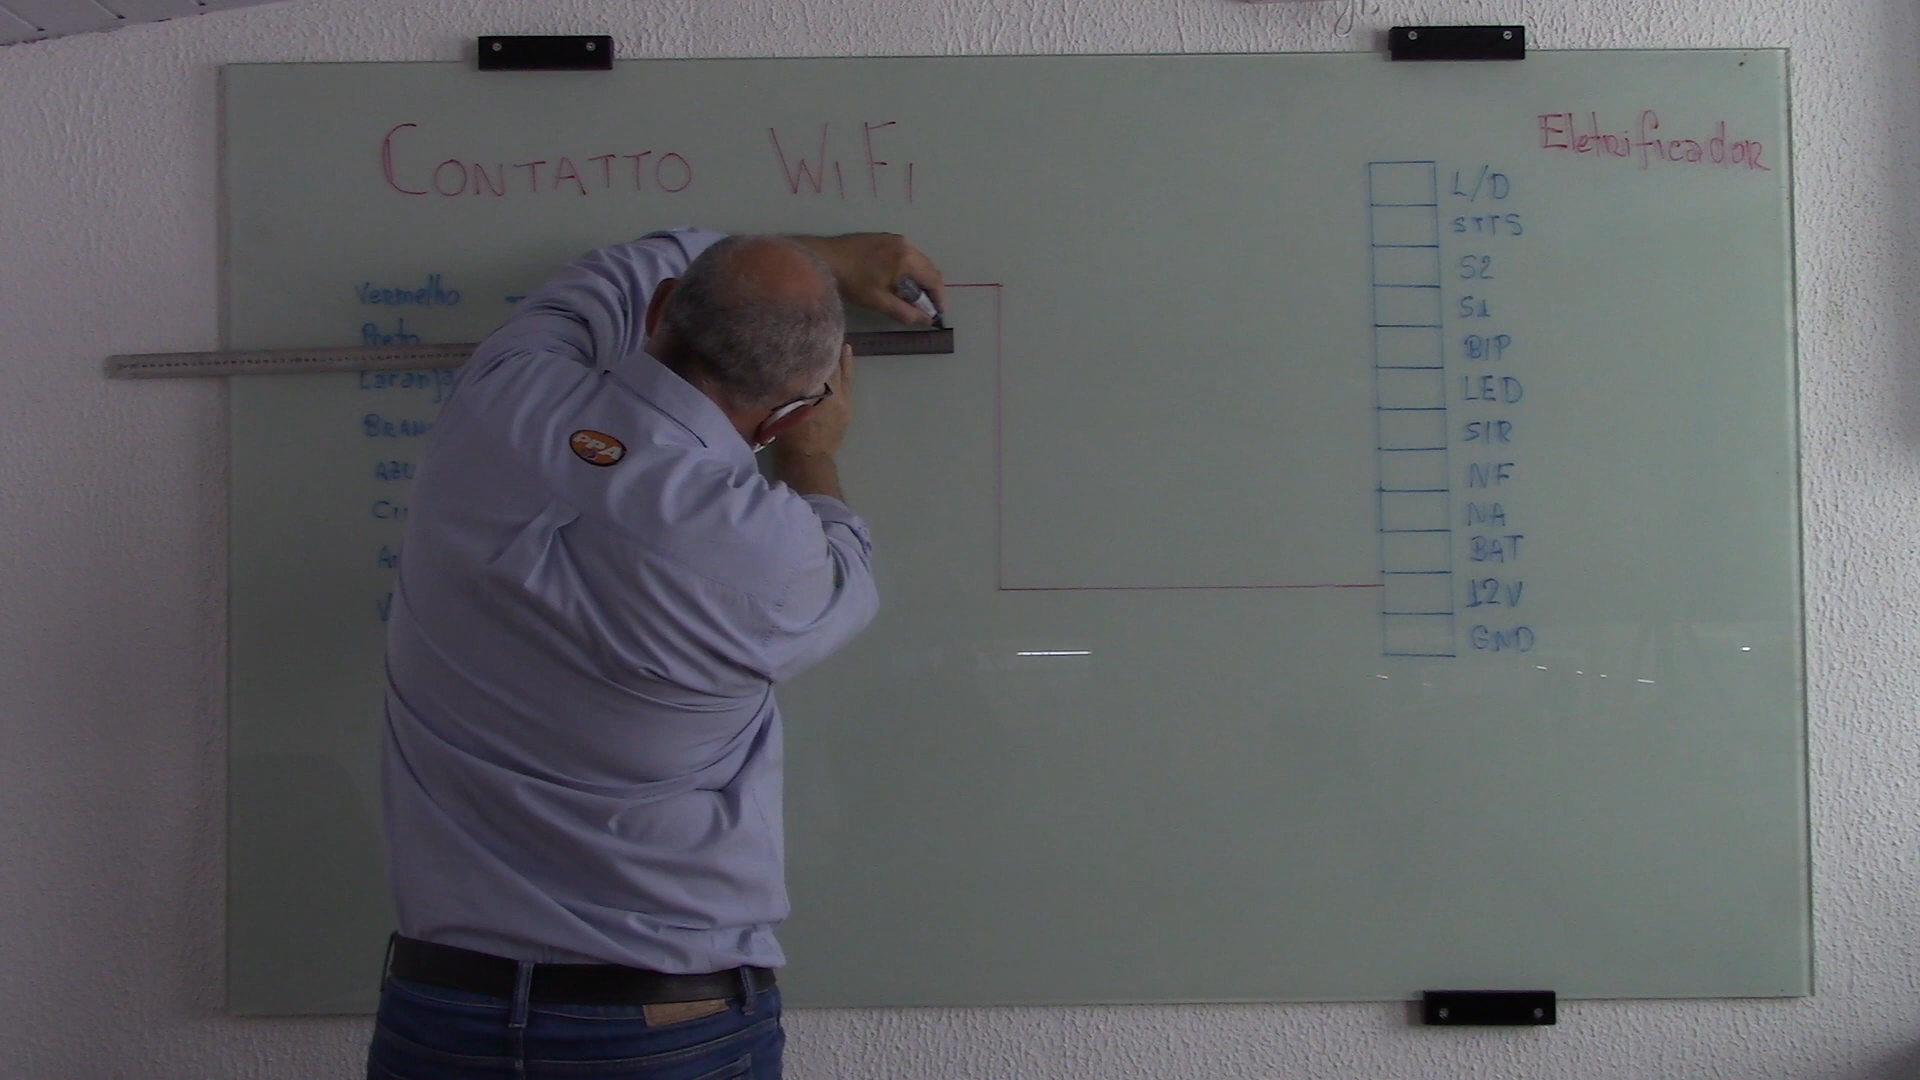 CONTATTO WIFI
Eletrificador
Vermelho
Preto
Laranja
L/D
STTS
S2
S1
BIP
LED
SIR
NF
NA
BAT
12V
GND
PPA